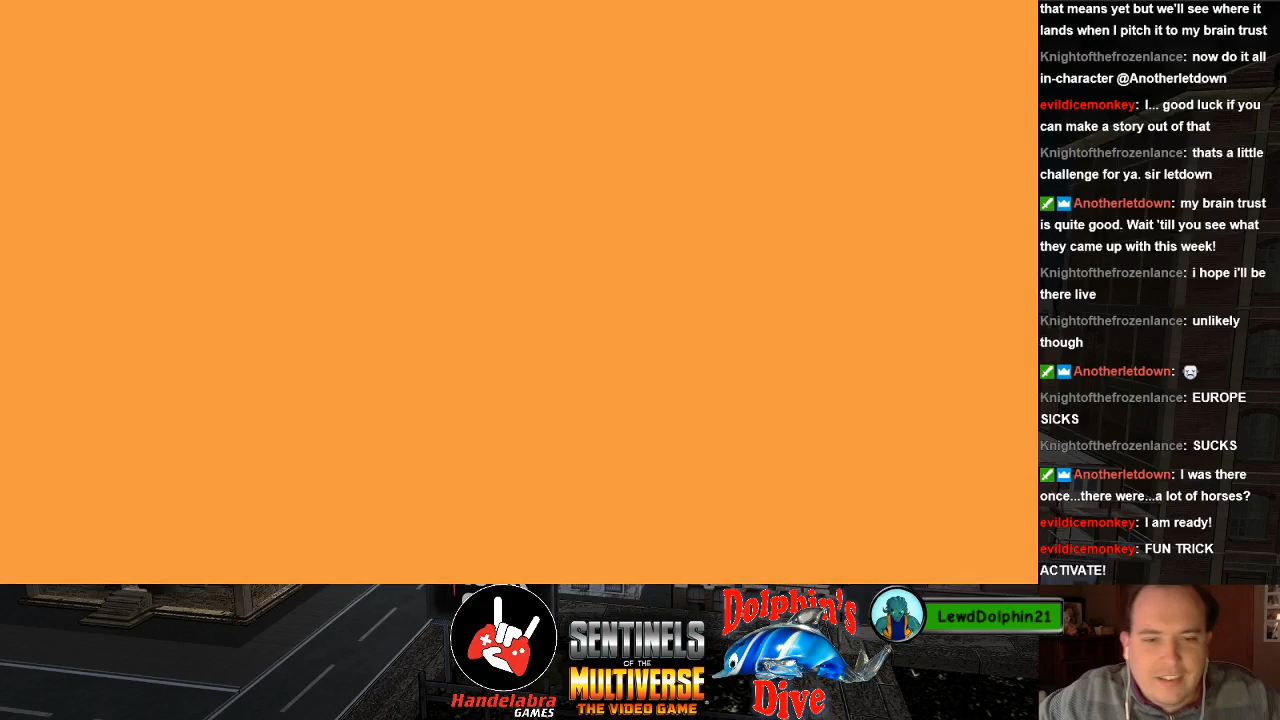 that means yet but we'll see where it
lands when I pitch it to my brain trust
Knightofthefrozenlance: now do it all
in-character @Anotherletdown
evildicemonkey: I... good luck if you
can make a story out of that
Knightofthefrozenlance: thats a little
challenge for ya. sir letdown
Anotherletdown: my brain trust
is quite good. Wait 'till you see what
they came up with this week!
Knightofthefrozenlance: i hope i'll be
there live
Knightofthefrozenlance: unlikely
though
Anotherletdown:
Knightofthefrozenlance: EUROPE
SICKS
Knightofthefrozenlance: SUCKS
Anotherletdown: I was there
once...there were...a lot of horses?
evildicemonkey: I am ready!
evildicemonkey: FUN TRICK
ACTIVATE!
Handelabra
GAMES
SENTINELS
OF THE
MULTIVERSE
THE VIDEO GAME
Dolphin's
Dive
LewdDolphin21